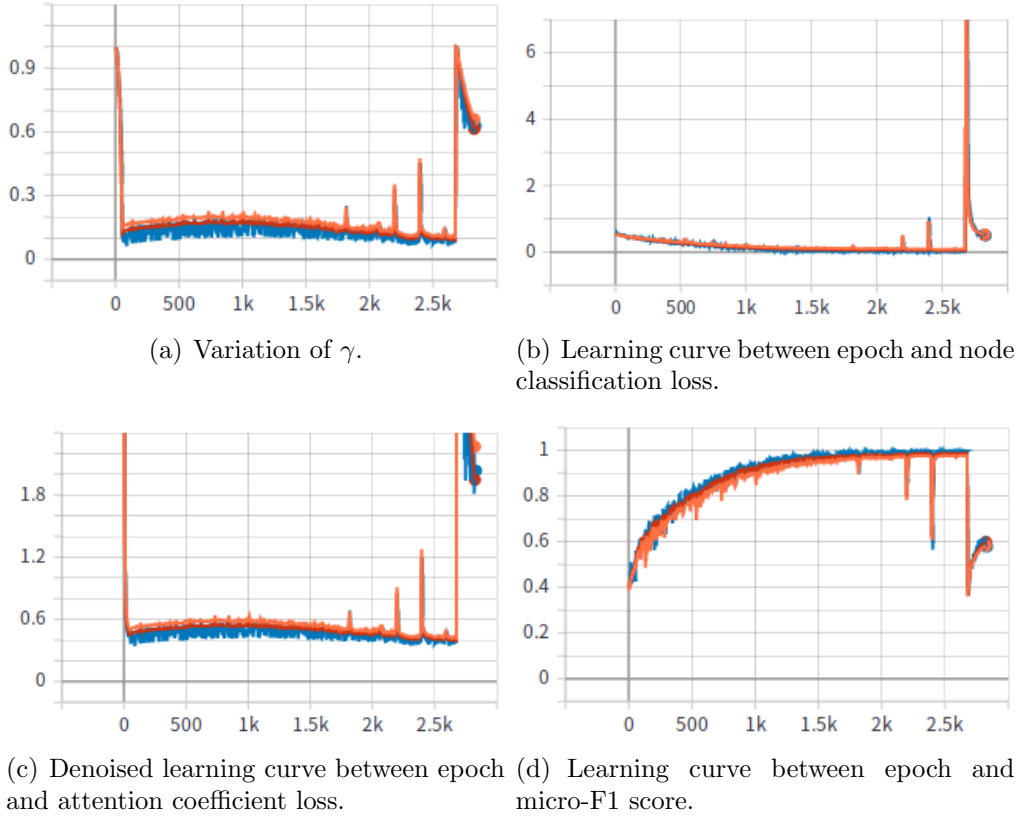 0.9
0.6
0.3
0
0 500 1k 1.5k 2k 2.5k
(a) Variation of γ.
6
4
2
0
0 500 1k 1.5k 2k 2.5k
(b) Learning curve between epoch and node
classification loss.
1.8
1.2
0.6
0
0 500 1k 1.5k 2k 2.5k
(c) Denoised learning curve between epoch
and attention coefficient loss.
1
0.8
0.6
0.4
0.2
0
0 500 1k 1.5k 2k 2.5k
(d) Learning curve between epoch and
micro-F1 score.